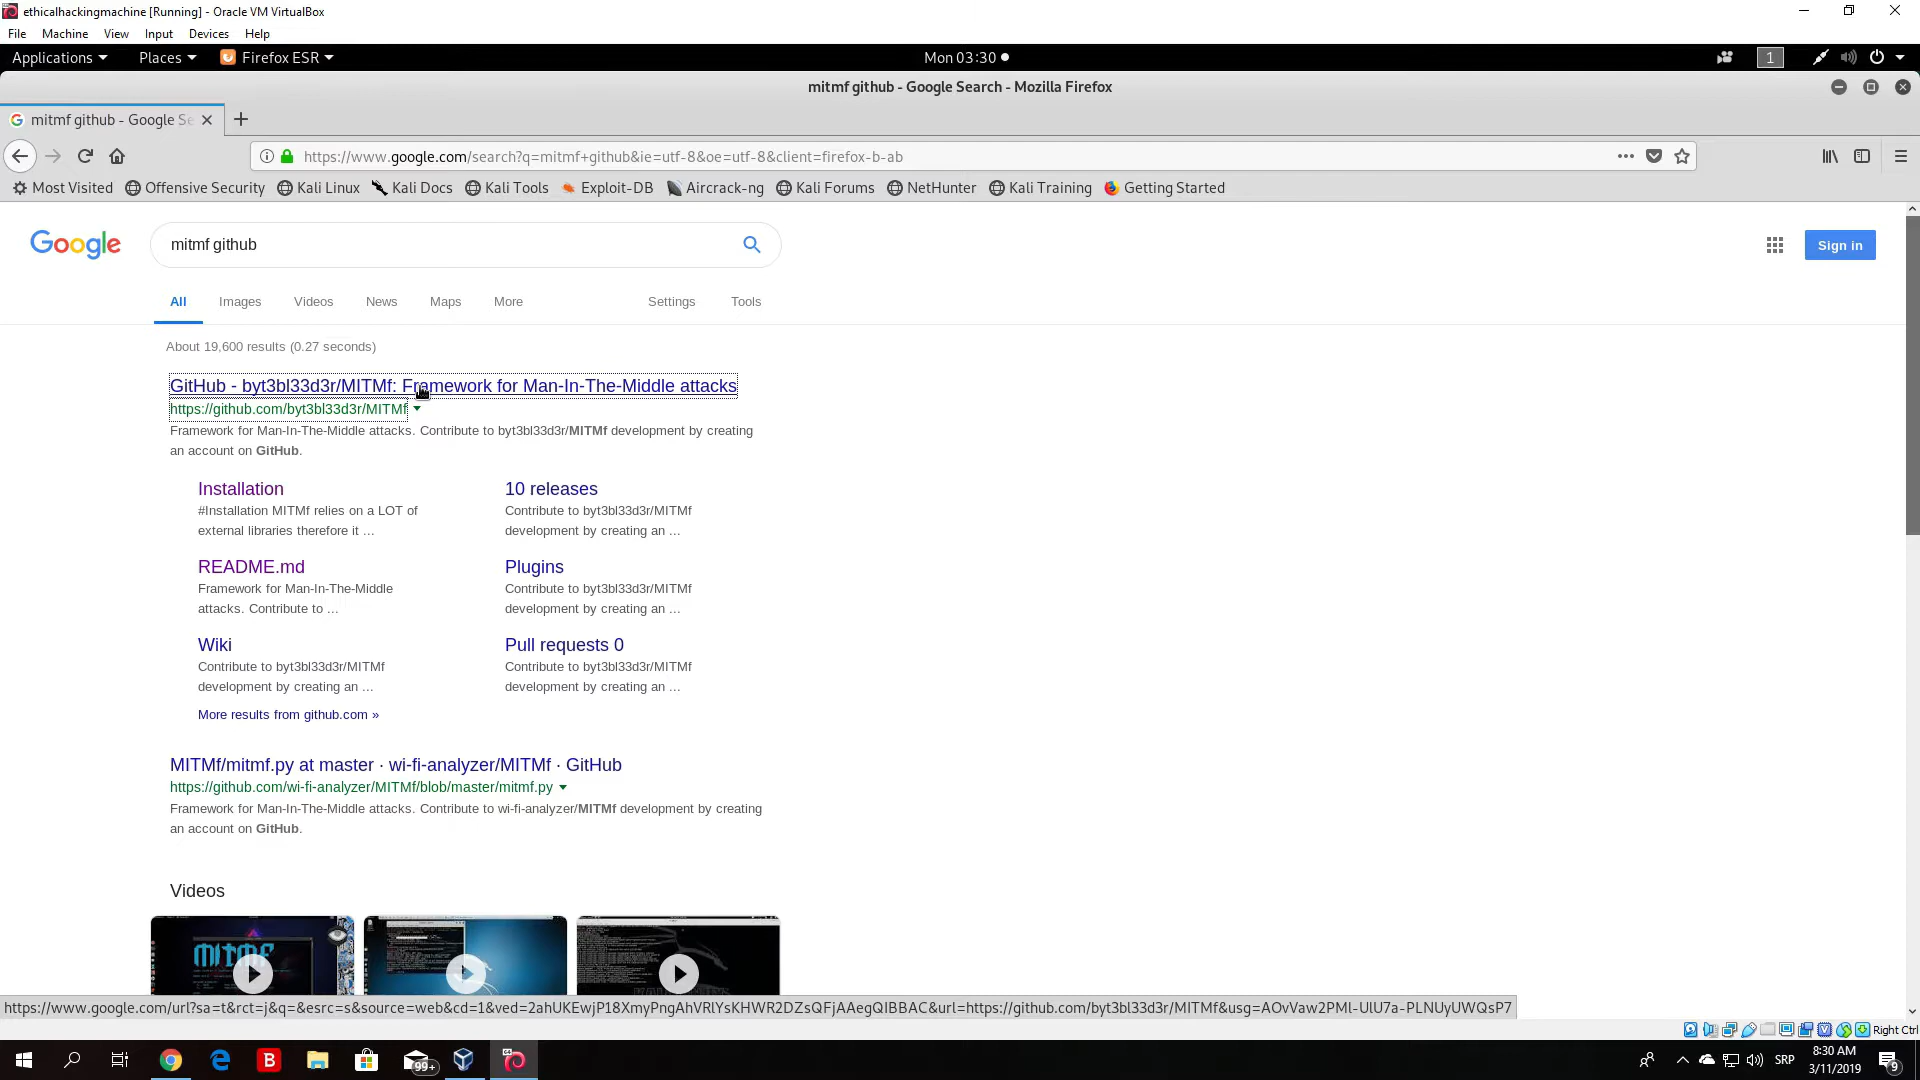 ethicalhackingmachine [Running] - Oracle VM VirtualBox
File Machine View Input Devices Help
Applications Places Firefox ESR Mon 03:30 1
mitmf github - Google Search - Mozilla Firefox
mitmf github - Google Se
https://www.google.com/search?q=mitmf+github&ie=utf-8&oe=utf-8&client=firefox-b-ab
Most Visited Offensive Security Kali Linux Kali Docs Kali Tools Exploit-DB Aircrack-ng Kali Forums NetHunter Kali Training Getting Started
Google mitmf github Sign in
All Images Videos News Maps More Settings Tools
About 19,600 results (0.27 seconds)
GitHub - byt3bl33d3r/MITMf: Framework for Man-In-The-Middle attacks
https://github.com/byt3bl33d3r/MITMf
Framework for Man-In-The-Middle attacks. Contribute to byt3bl33d3r/MITMf development by creating
an account on GitHub.
Installation
#Installation MITMf relies on a LOT of
external libraries therefore it ...
10 releases
Contribute to byt3bl33d3r/MITMf
development by creating an ...
README.md
Framework for Man-In-The-Middle
attacks. Contribute to ...
Plugins
Contribute to byt3bl33d3r/MITMf
development by creating an ...
Wiki
Contribute to byt3bl33d3r/MITMf
development by creating an ...
Pull requests 0
Contribute to byt3bl33d3r/MITMf
development by creating an ...
More results from github.com »
MITMf/mitmf.py at master · wi-fi-analyzer/MITMf · GitHub
https://github.com/wi-fi-analyzer/MITMf/blob/master/mitmf.py
Framework for Man-In-The-Middle attacks. Contribute to wi-fi-analyzer/MITMf development by creating
an account on GitHub.
Videos
MITMF
https://www.google.com/url?sa=t&rct=j&q=&esrc=s&source=web&cd=1&ved=2ahUKEwjP18XmyPngAhVRlYsKHWR2DZsQFjAAegQIBBAC&url=https://github.com/byt3bl33d3r/MITMf&usg=AOvVaw2PMI-UlU7a-PLNUyUWQsP7
Right Ctrl
99+ SRP 8:30 AM
3/11/2019 9